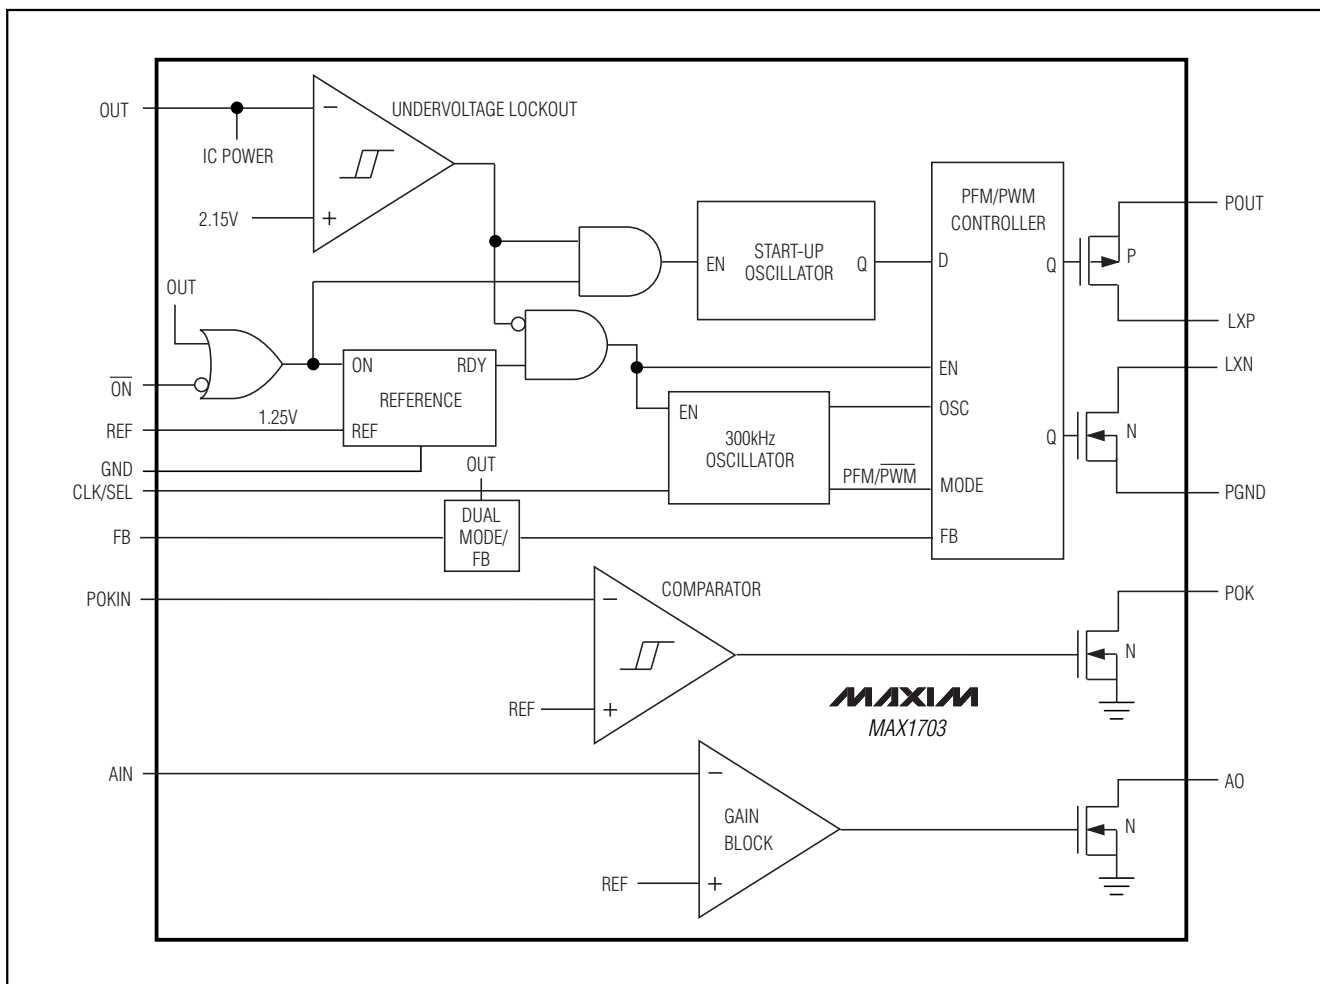 OUT
UNDERVOLTAGE LOCKOUT
−
IC POWER
2.15V
+
PFM/PWM
CONTROLLER
POUT
START-UP
OSCILLATOR
EN
Q
D
Q
P
OUT
LXP
ON
RDY
EN
LXN
O̅N̅
REFERENCE
EN
OSC
1.25V
REF
REF
300kHz
OSCILLATOR
Q
N
GND
OUT
PFM/P̅W̅M̅
MODE
CLK/SEL
PGND
DUAL
MODE/
FB
FB
FB
COMPARATOR
POKIN
−
POK
N
REF
+
MAXIM
MAX1703
AIN
−
AO
GAIN
BLOCK
N
REF
+